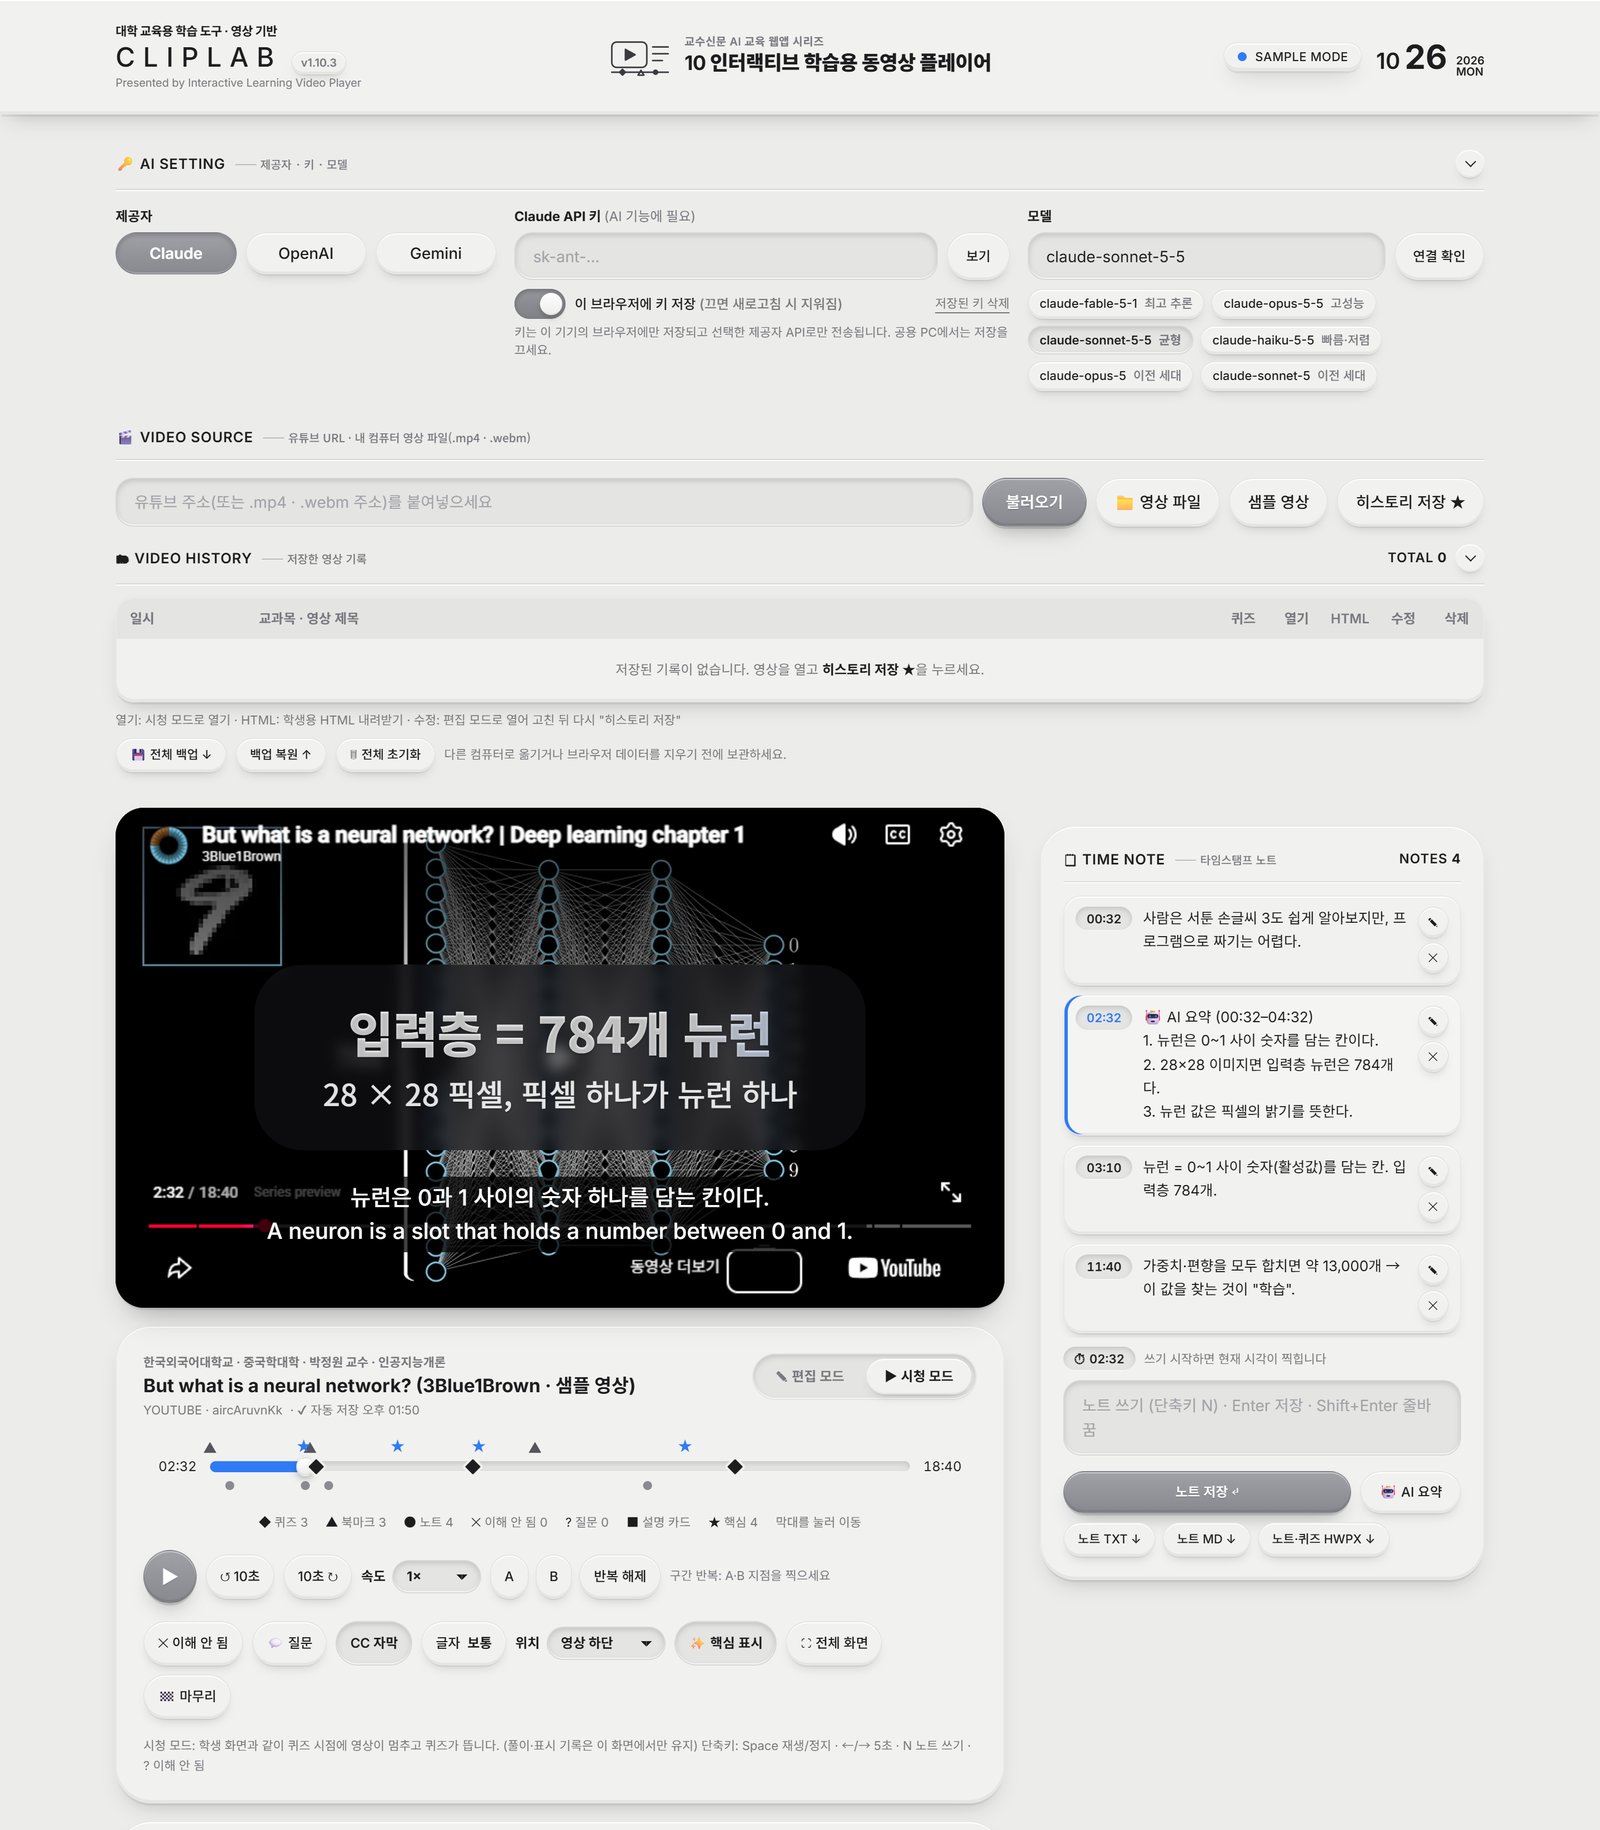 대학 교육용 학습 도구 · 영상 기반
CLIPLAB v1.10.3
Presented by Interactive Learning Video Player
교수신문 AI 교육 웹앱 시리즈
10 인터랙티브 학습용 동영상 플레이어
SAMPLE MODE
10 26 2026 MON
AI SETTING 제공자 · 키 · 모델
제공자
Claude OpenAI Gemini
Claude API 키 (AI 기능에 필요)
sk-ant-... 보기
이 브라우저에 키 저장 (끄면 새로고침 시 지워짐) 저장된 키 삭제
키는 이 기기의 브라우저에만 저장되고 선택한 제공자 API로만 전송됩니다. 공용 PC에서는 저장을
끄세요.
모델
claude-sonnet-5-5 연결 확인
claude-fable-5-1 최고 추론 claude-opus-5-5 고성능
claude-sonnet-5-5 균형 claude-haiku-5-5 빠름·저렴
claude-opus-5 이전 세대 claude-sonnet-5 이전 세대
VIDEO SOURCE 유튜브 URL · 내 컴퓨터 영상 파일(.mp4 · .webm)
유튜브 주소(또는 .mp4 · .webm 주소)를 붙여넣으세요 불러오기 영상 파일 샘플 영상 히스토리 저장 ★
VIDEO HISTORY 저장한 영상 기록 TOTAL 0
일시 교과목 · 영상 제목 퀴즈 열기 HTML 수정 삭제
저장된 기록이 없습니다. 영상을 열고 히스토리 저장 ★을 누르세요.
열기: 시청 모드로 열기 · HTML: 학생용 HTML 내려받기 · 수정: 편집 모드로 열어 고친 뒤 다시 "히스토리 저장"
전체 백업 ↓ 백업 복원 ↑ 전체 초기화 다른 컴퓨터로 옮기거나 브라우저 데이터를 지우기 전에 보관하세요.
But what is a neural network? | Deep learning chapter 1
3Blue1Brown
CC
0
입력층 = 784개 뉴런
28 × 28 픽셀, 픽셀 하나가 뉴런 하나
9
2:32 / 18:40 Series preview
뉴런은 0과 1 사이의 숫자 하나를 담는 칸이다.
A neuron is a slot that holds a number between 0 and 1.
동영상 더보기 YouTube
한국외국어대학교 · 중국학대학 · 박정원 교수 · 인공지능개론
But what is a neural network? (3Blue1Brown · 샘플 영상)
YOUTUBE · aircAruvnKk · ✓ 자동 저장 오후 01:50
✎ 편집 모드 ▶ 시청 모드
02:32 18:40
◆ 퀴즈 3 ▲ 북마크 3 ● 노트 4 ✕ 이해 안 됨 0 ? 질문 0 ■ 설명 카드 ★ 핵심 4 막대를 눌러 이동
↺ 10초 10초 ↻ 속도 1× A B 반복 해제 구간 반복: A·B 지점을 찍으세요
✕ 이해 안 됨 질문 CC 자막 글자 보통 위치 영상 하단 ✨ 핵심 표시 ⛶ 전체 화면
마무리
시청 모드: 학생 화면과 같이 퀴즈 시점에 영상이 멈추고 퀴즈가 뜹니다. (풀이·표시 기록은 이 화면에서만 유지) 단축키: Space 재생/정지 · ←/→ 5초 · N 노트 쓰기 ·
? 이해 안 됨
TIME NOTE 타임스탬프 노트 NOTES 4
00:32 사람은 서툰 손글씨 3도 쉽게 알아보지만, 프
로그램으로 짜기는 어렵다.
02:32 AI 요약 (00:32–04:32)
1. 뉴런은 0~1 사이 숫자를 담는 칸이다.
2. 28×28 이미지면 입력층 뉴런은 784개
다.
3. 뉴런 값은 픽셀의 밝기를 뜻한다.
03:10 뉴런 = 0~1 사이 숫자(활성값)를 담는 칸. 입
력층 784개.
11:40 가중치·편향을 모두 합치면 약 13,000개 →
이 값을 찾는 것이 "학습".
⏱ 02:32 쓰기 시작하면 현재 시각이 찍힙니다
노트 쓰기 (단축키 N) · Enter 저장 · Shift+Enter 줄바
꿈
노트 저장 ↵ AI 요약
노트 TXT ↓ 노트 MD ↓ 노트·퀴즈 HWPX ↓